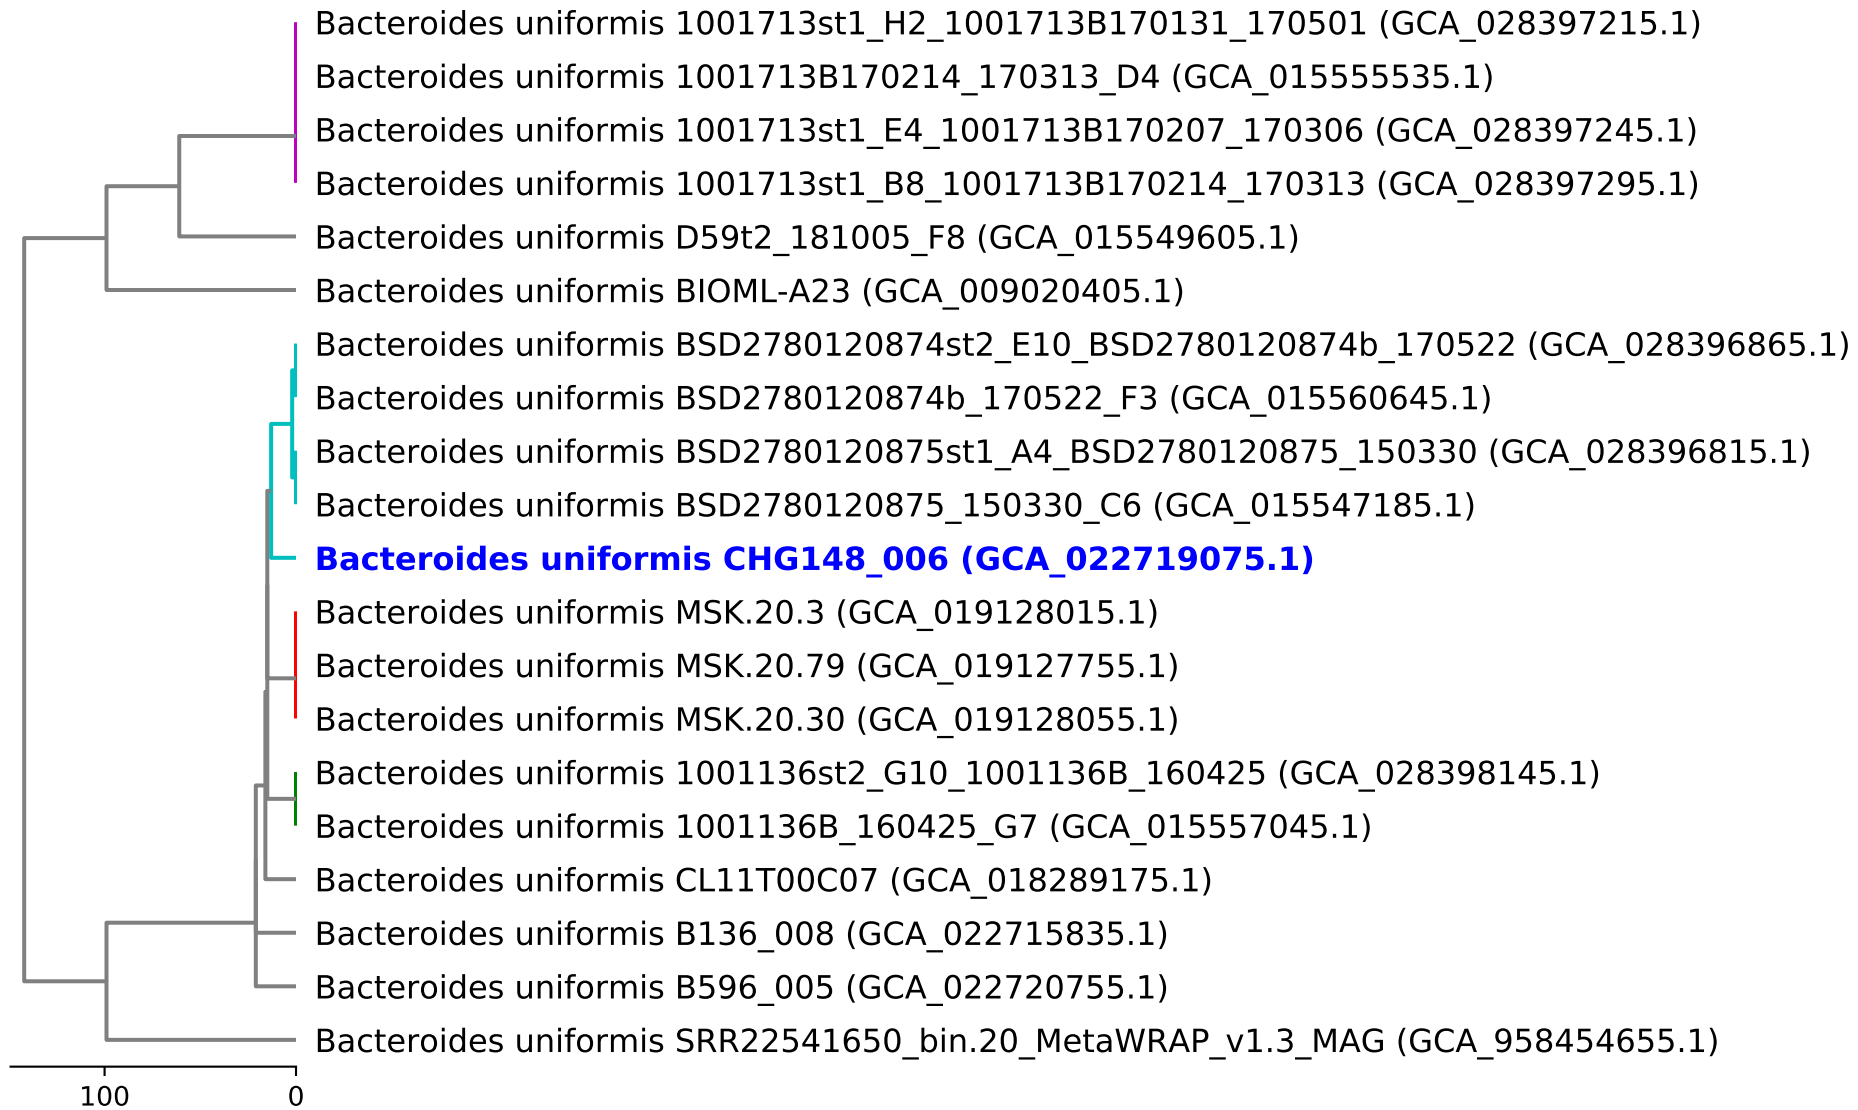 Bacteroides uniformis 1001713st1_H2_1001713B170131_170501 (GCA_028397215.1)
Bacteroides uniformis 1001713B170214_170313_D4 (GCA_015555535.1)
Bacteroides uniformis 1001713st1_E4_1001713B170207_170306 (GCA_028397245.1)
Bacteroides uniformis 1001713st1_B8_1001713B170214_170313 (GCA_028397295.1)
Bacteroides uniformis D59t2_181005_F8 (GCA_015549605.1)
Bacteroides uniformis BIOML-A23 (GCA_009020405.1)
Bacteroides uniformis BSD2780120874st2_E10_BSD2780120874b_170522 (GCA_028396865.1)
Bacteroides uniformis BSD2780120874b_170522_F3 (GCA_015560645.1)
Bacteroides uniformis BSD2780120875st1_A4_BSD2780120875_150330 (GCA_028396815.1)
Bacteroides uniformis BSD2780120875_150330_C6 (GCA_015547185.1)
Bacteroides uniformis CHG148_006 (GCA_022719075.1)
Bacteroides uniformis MSK.20.3 (GCA_019128015.1)
Bacteroides uniformis MSK.20.79 (GCA_019127755.1)
Bacteroides uniformis MSK.20.30 (GCA_019128055.1)
Bacteroides uniformis 1001136st2_G10_1001136B_160425 (GCA_028398145.1)
Bacteroides uniformis 1001136B_160425_G7 (GCA_015557045.1)
Bacteroides uniformis CL11T00C07 (GCA_018289175.1)
Bacteroides uniformis B136_008 (GCA_022715835.1)
Bacteroides uniformis B596_005 (GCA_022720755.1)
Bacteroides uniformis SRR22541650_bin.20_MetaWRAP_v1.3_MAG (GCA_958454655.1)
100 0